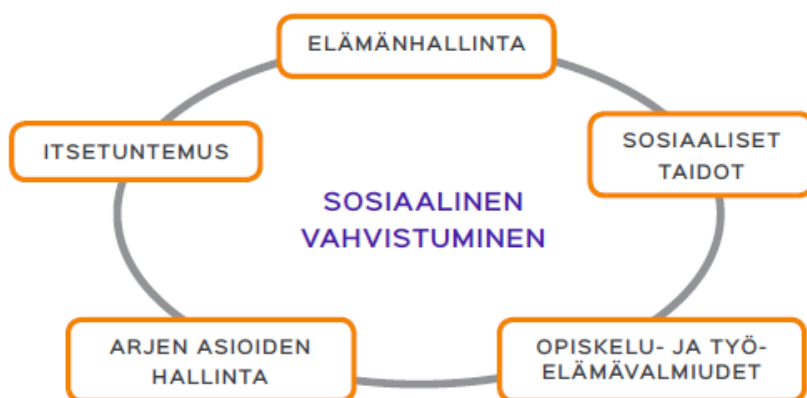 ELÄMÄNHALLINTA
ITSETUNTEMUS
SOSIAALISET
TAIDOT
SOSIAALINEN
VAHVISTUMINEN
ARJEN ASIOIDEN
HALLINTA
OPISKELU- JA TYÖ-
ELÄMÄVALMIUDET